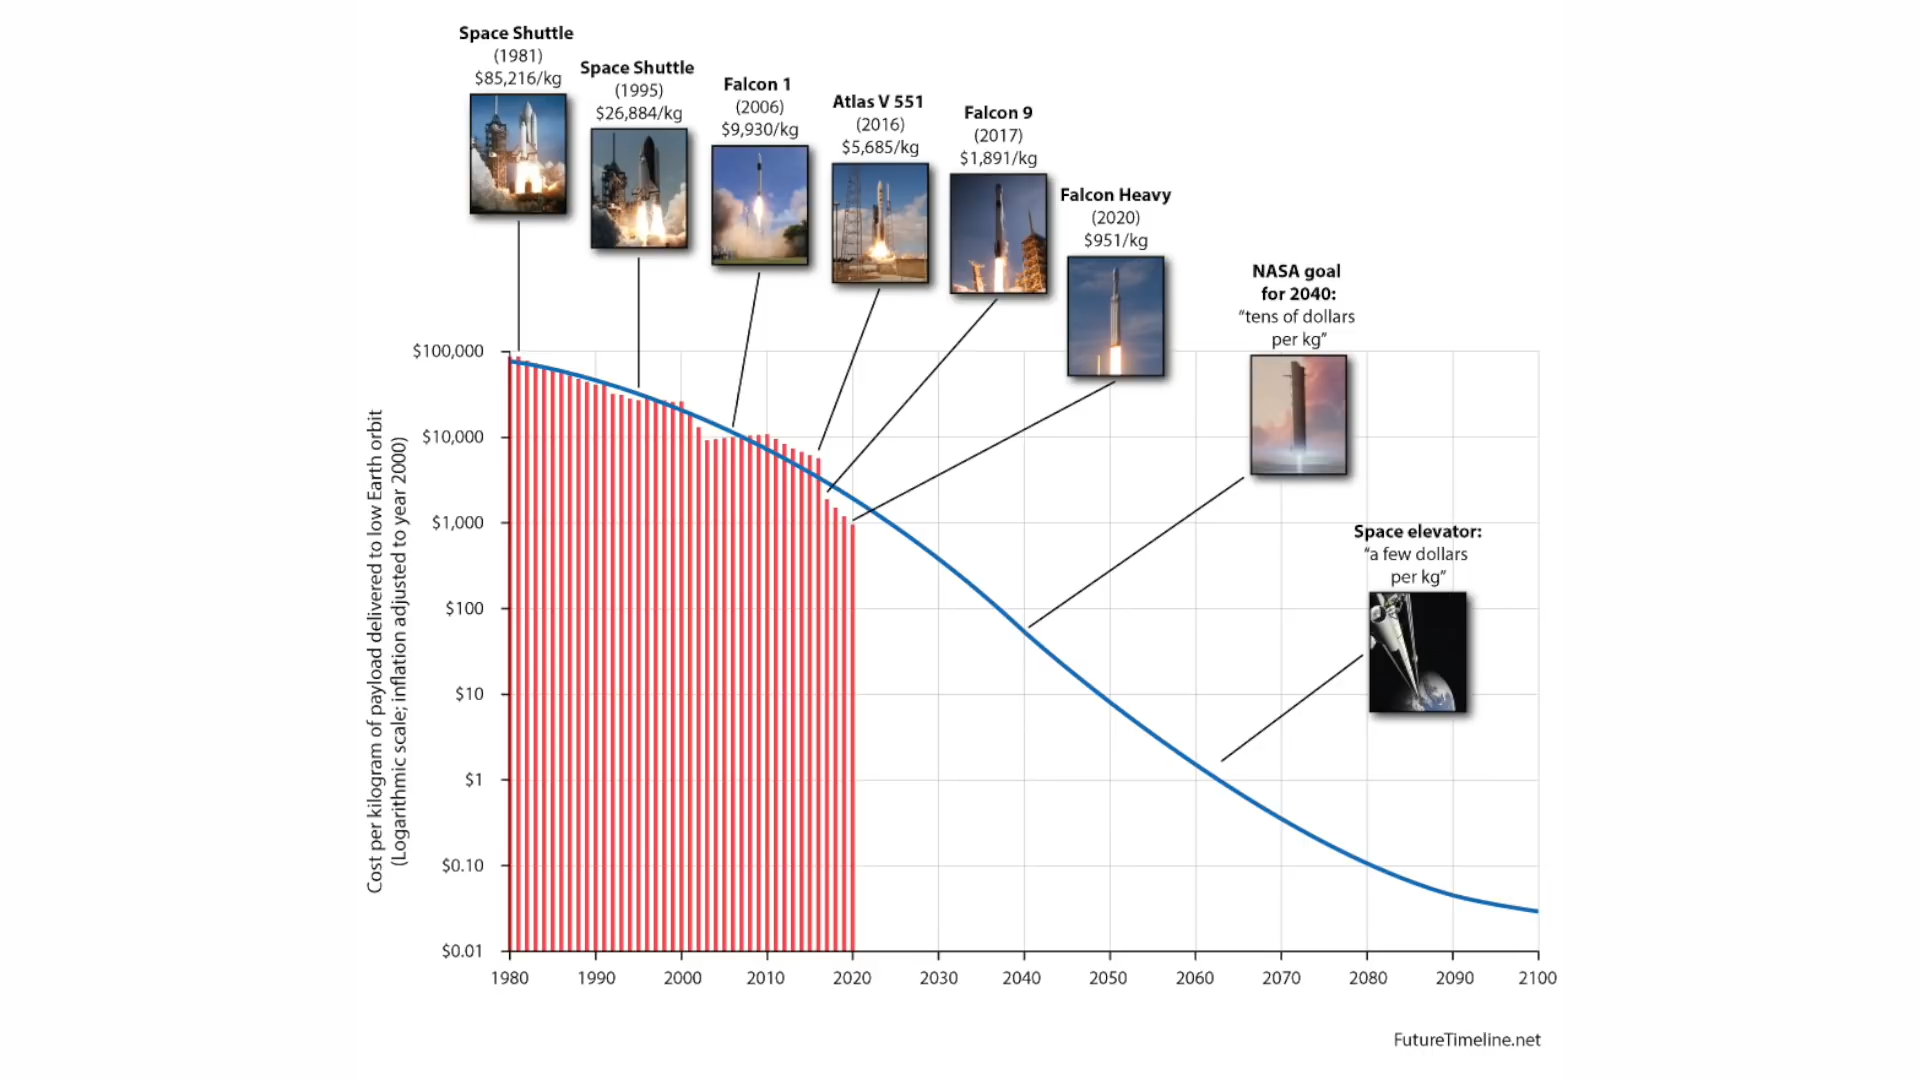 Space Shuttle
(1981)
$85,216/kg
Space Shuttle
(1995)
$26,884/kg
Falcon 1
(2006)
$9,930/kg
Atlas V 551
(2016)
$5,685/kg
Falcon 9
(2017)
$1,891/kg
Falcon Heavy
(2020)
$951/kg
NASA goal
for 2040:
“tens of dollars
per kg”
Space elevator:
“a few dollars
per kg”
Cost per kilogram of payload delivered to low Earth orbit
(Logarithmic scale; inflation adjusted to year 2000)
$100,000
$10,000
$1,000
$100
$10
$1
$0.10
$0.01
1980 1990 2000 2010 2020 2030 2040 2050 2060 2070 2080 2090 2100
FutureTimeline.net